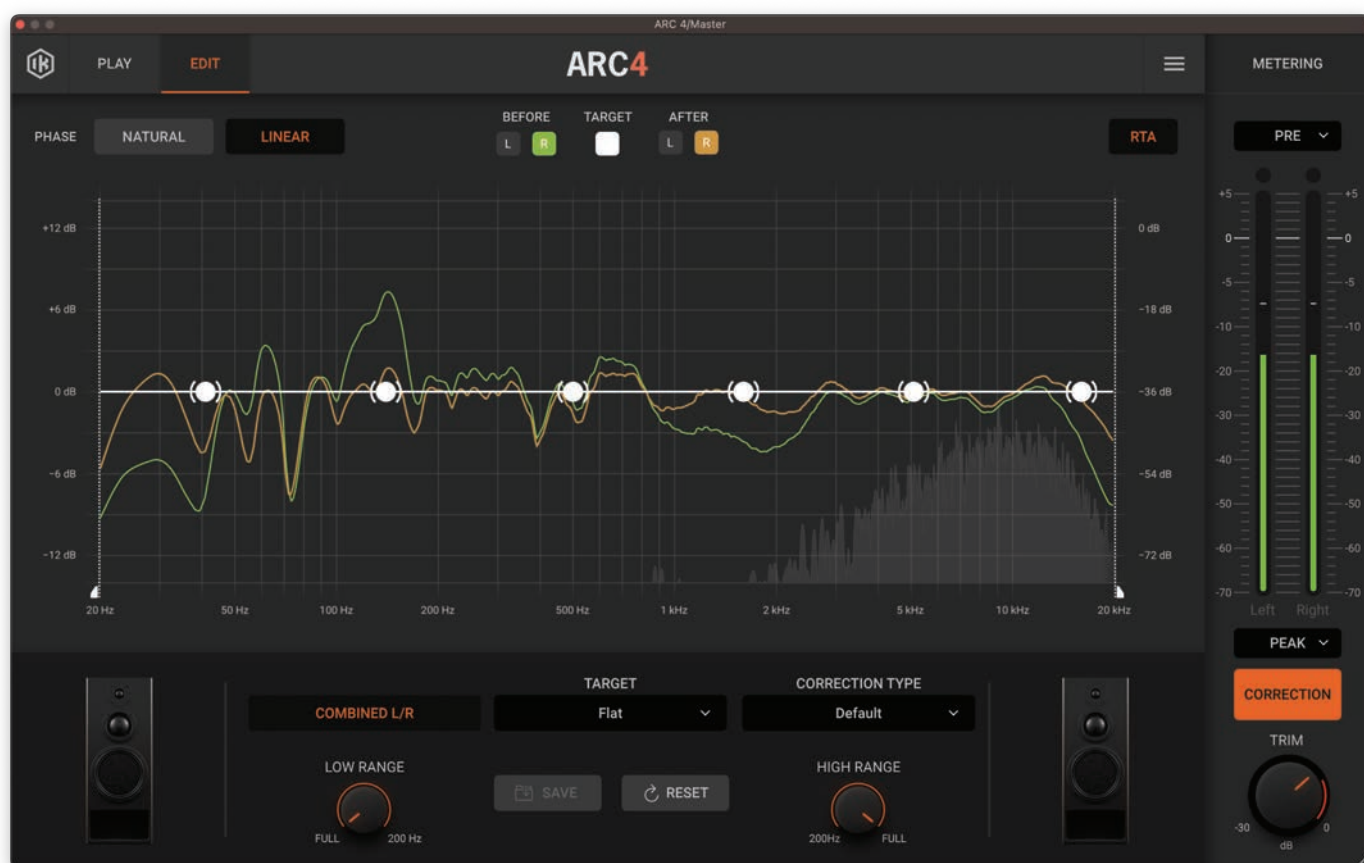 ARC 4/Master
IK PLAY EDIT ARC4 METERING
BEFORE TARGET AFTER
PHASE NATURAL LINEAR L R L R RTA PRE
+12 dB 0 dB
+6 dB -18 dB
0 dB -36 dB
-6 dB -54 dB
-12 dB -72 dB
20 Hz 50 Hz 100 Hz 200 Hz 500 Hz 1 kHz 2 kHz 5 kHz 10 kHz 20 kHz
+5 +5
0 0
-5 -5
-10 -10
-20 -20
-30 -30
-40 -40
-50 -50
-60 -60
-70 -70
Left Right
PEAK
TARGET CORRECTION TYPE
COMBINED L/R Flat Default
CORRECTION
LOW RANGE HIGH RANGE
SAVE RESET
FULL 200 Hz 200Hz FULL
TRIM
-30 0
dB